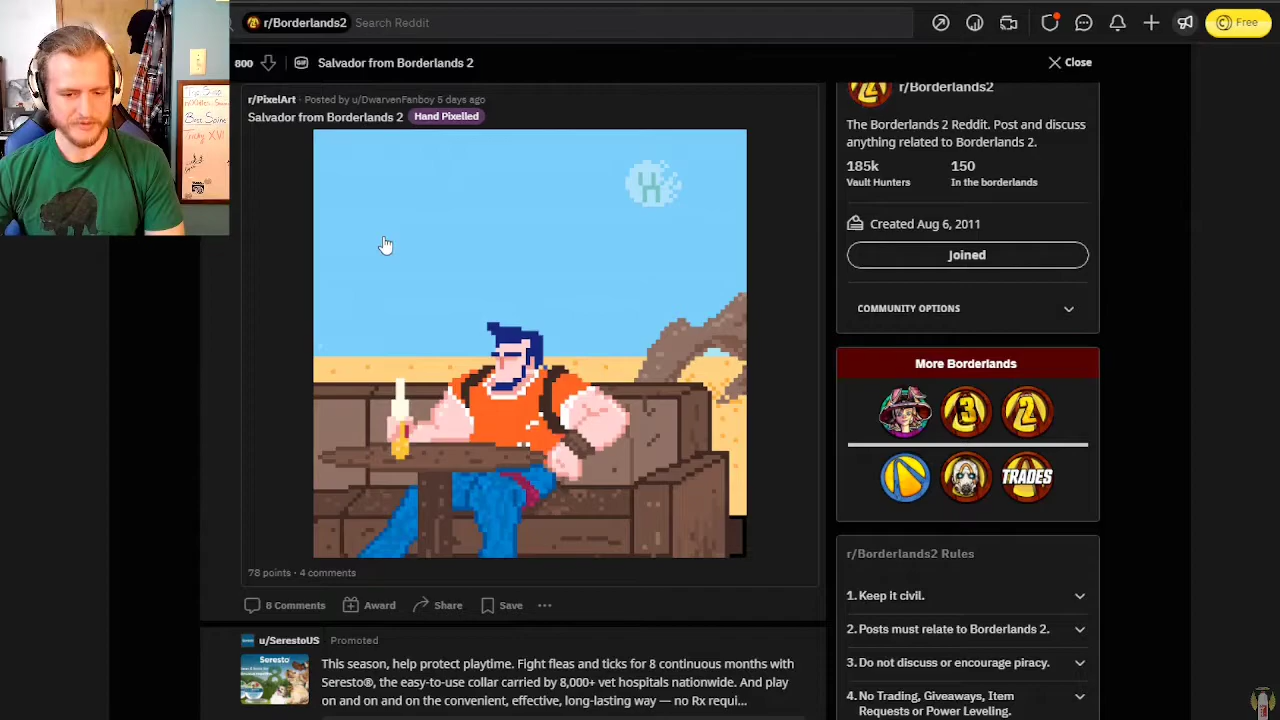 r/Borderlands2 Search Reddit
Free
800 GIF Salvador from Borderlands 2 Close
r/PixelArt · Posted by u/DwarvenFanboy 5 days ago
Salvador from Borderlands 2 Hand Pixelled
78 points · 4 comments
8 Comments Award Share Save
u/SerestoUS Promoted
Seresto
This season, help protect playtime. Fight fleas and ticks for 8 continuous months with
Seresto®, the easy-to-use collar carried by 8,000+ vet hospitals nationwide. And play
on and on and on the convenient, effective, long-lasting way — no Rx requi...
r/Borderlands2
The Borderlands 2 Reddit. Post and discuss
anything related to Borderlands 2.
185k 150
Vault Hunters In the borderlands
Created Aug 6, 2011
Joined
COMMUNITY OPTIONS
More Borderlands
3 2
TRADES
r/Borderlands2 Rules
1. Keep it civil.
2. Posts must relate to Borderlands 2.
3. Do not discuss or encourage piracy.
4. No Trading, Giveaways, Item
Requests or Power Leveling.